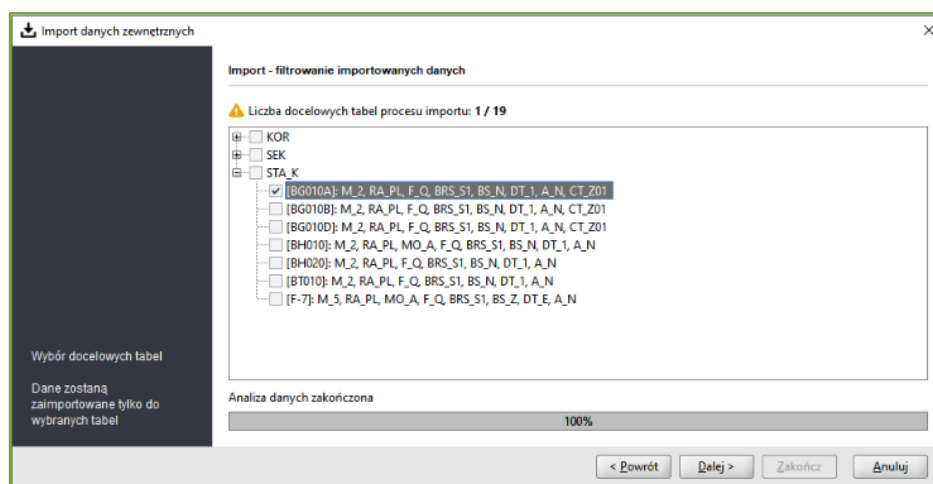 Import danych zewnętrznych
Import - filtrowanie importowanych danych
Liczba docelowych tabel procesu importu: 1 / 19
KOR
SEK
STA_K
[BG010A]: M_2, RA_PL, F_Q, BRS_S1, BS_N, DT_1, A_N, CT_Z01
[BG010B]: M_2, RA_PL, F_Q, BRS_S1, BS_N, DT_1, A_N, CT_Z01
[BG010D]: M_2, RA_PL, F_Q, BRS_S1, BS_N, DT_1, A_N, CT_Z01
[BH010]: M_2, RA_PL, MO_A, F_Q, BRS_S1, BS_N, DT_1, A_N
[BH020]: M_2, RA_PL, F_Q, BRS_S1, BS_N, DT_1, A_N
[BT010]: M_2, RA_PL, F_Q, BRS_S1, BS_N, DT_1, A_N
[F-7]: M_5, RA_PL, MO_A, F_Q, BRS_S1, BS_Z, DT_E, A_N
Wybór docelowych tabel
Dane zostaną
zaimportowane tylko do
wybranych tabel
Analiza danych zakończona
100%
< Powrót
Dalej >
Zakończ
Anuluj